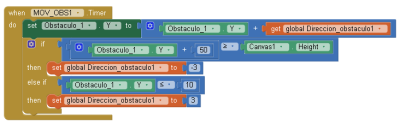 when MOV_OBS1 .Timer
do set Obstaculo_1 . Y to Obstaculo_1 . Y + get global Direccion_obstaculo1
if Obstaculo_1 . Y + 50 ≥ Canvas1 . Height
then set global Direccion_obstaculo1 to -3
else if Obstaculo_1 . Y ≤ 10
then set global Direccion_obstaculo1 to 3